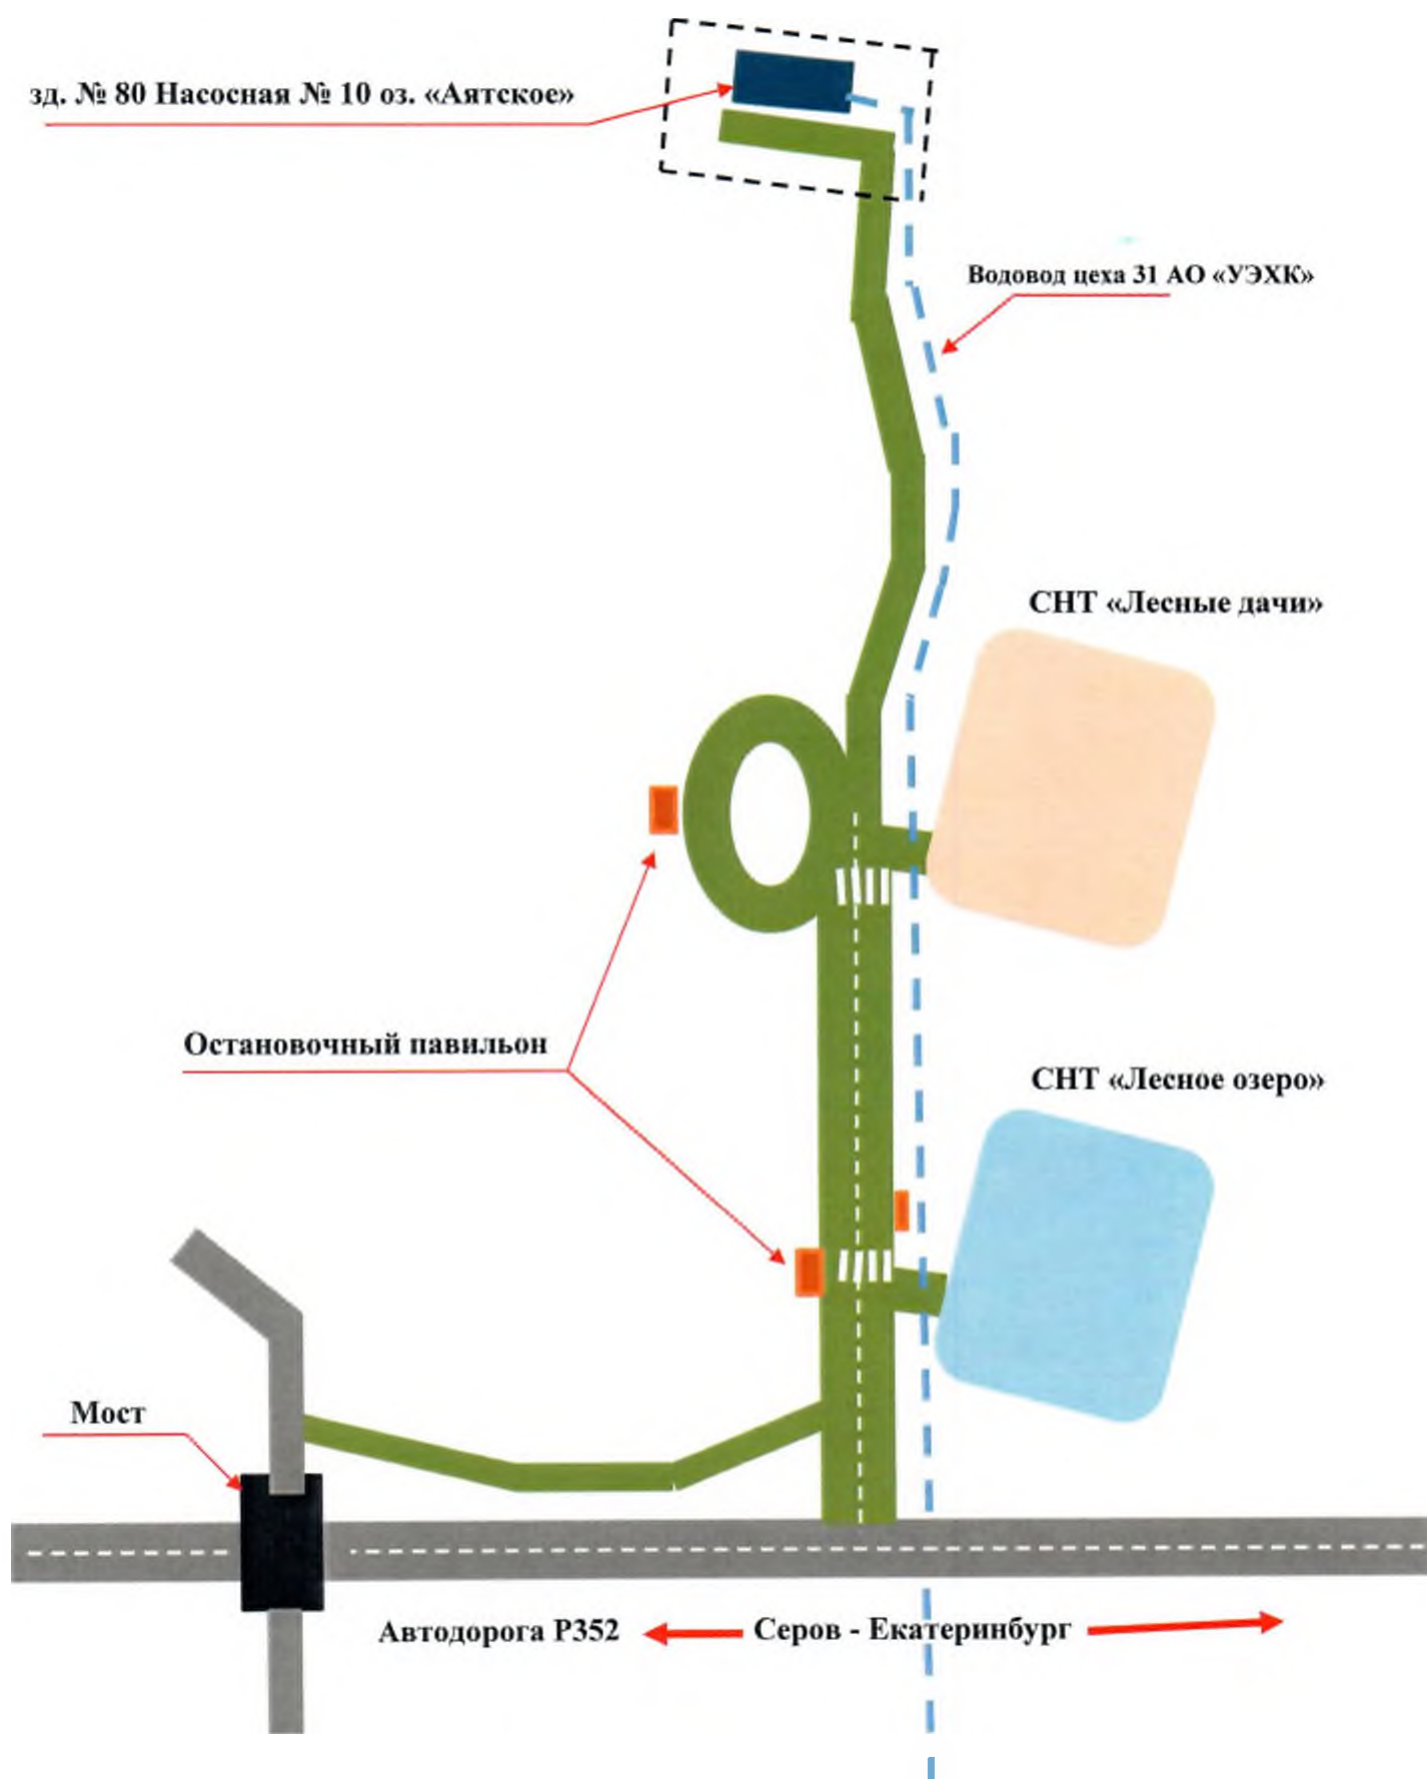 зд. № 80 Насосная № 10 оз. «Аятское»
Водовод цеха 31 АО «УЭХК»
СНТ «Лесные дачи»
Остановочный павильон
СНТ «Лесное озеро»
Мост
Автодорога Р352
Серов - Екатеринбург